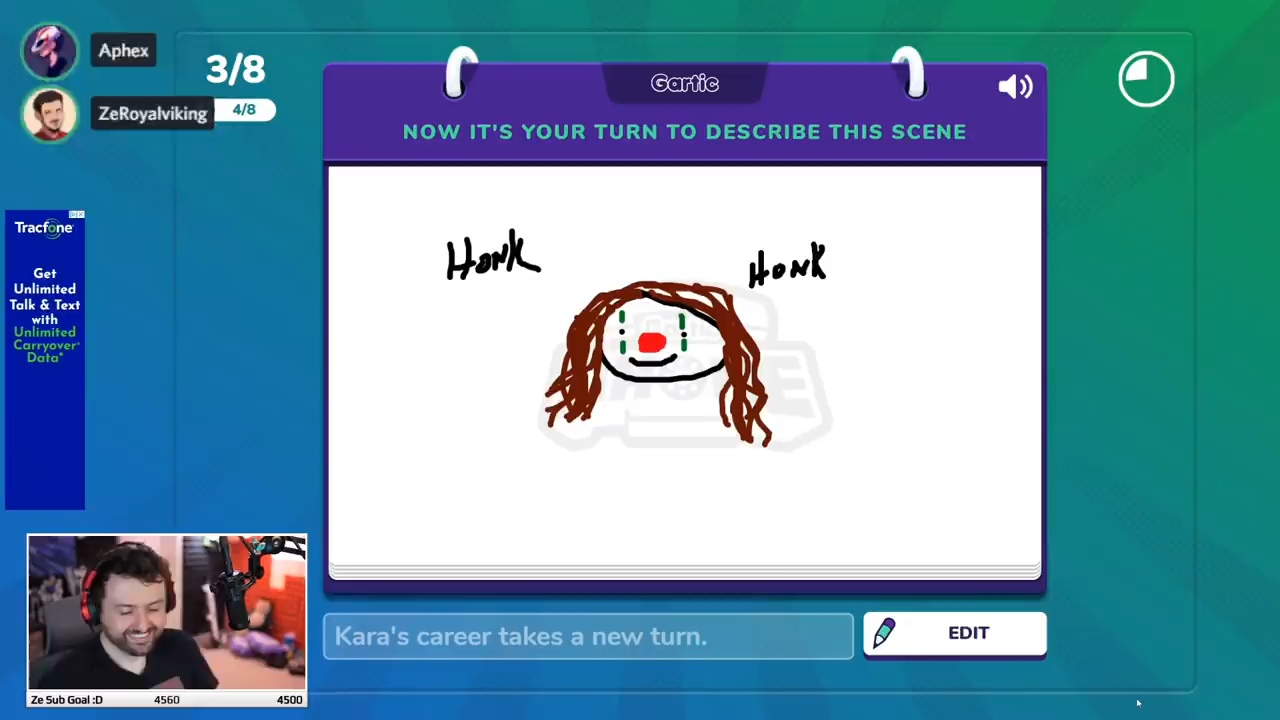 Aphex
3/8
ZeRoyalviking
4/8
Gartic
NOW IT'S YOUR TURN TO DESCRIBE THIS SCENE
Honk
Honk
Tracfone
Get
Unlimited
Talk & Text
with
Unlimited
Carryover*
Data*
Kara's career takes a new turn.
EDIT
Ze Sub Goal :D 4560 4500